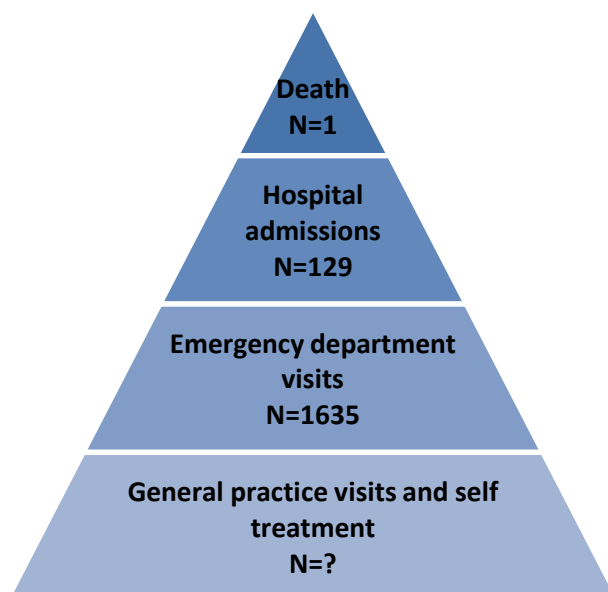 Death
N=1
Hospital
admissions
N=129
Emergency department
visits
N=1635
General practice visits and self
treatment
N=?